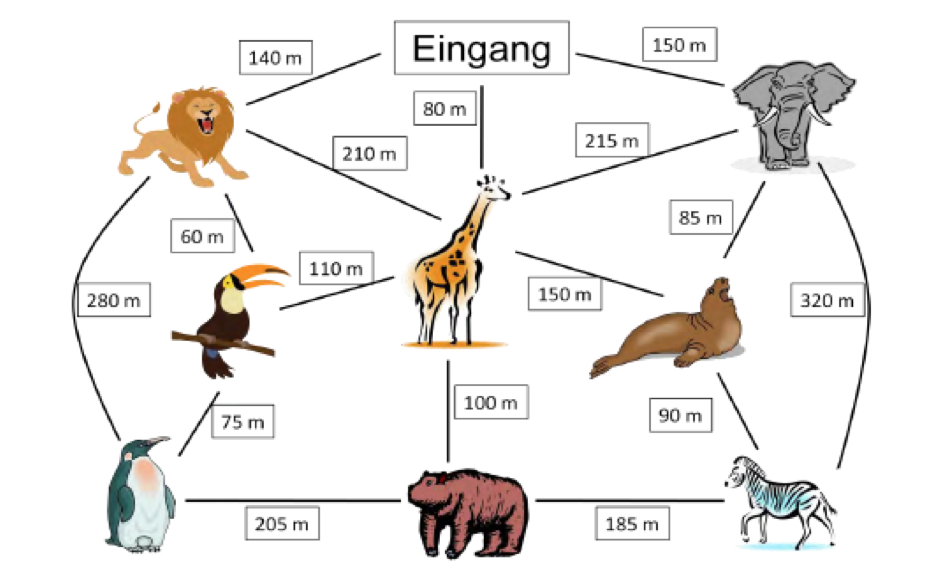 Eingang
140 m
150 m
80 m
210 m
215 m
60 m
85 m
110 m
280 m
150 m
320 m
75 m
100 m
90 m
205 m
185 m